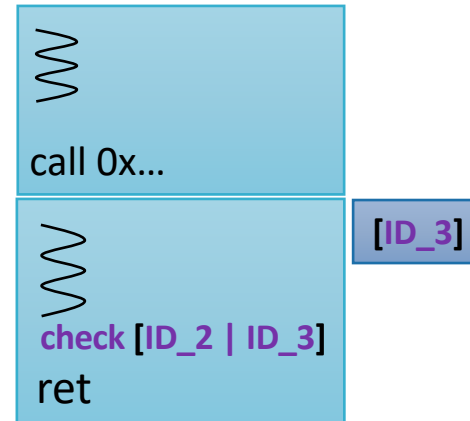 call 0x...
[ID_3]
check [ID_2 | ID_3]
ret